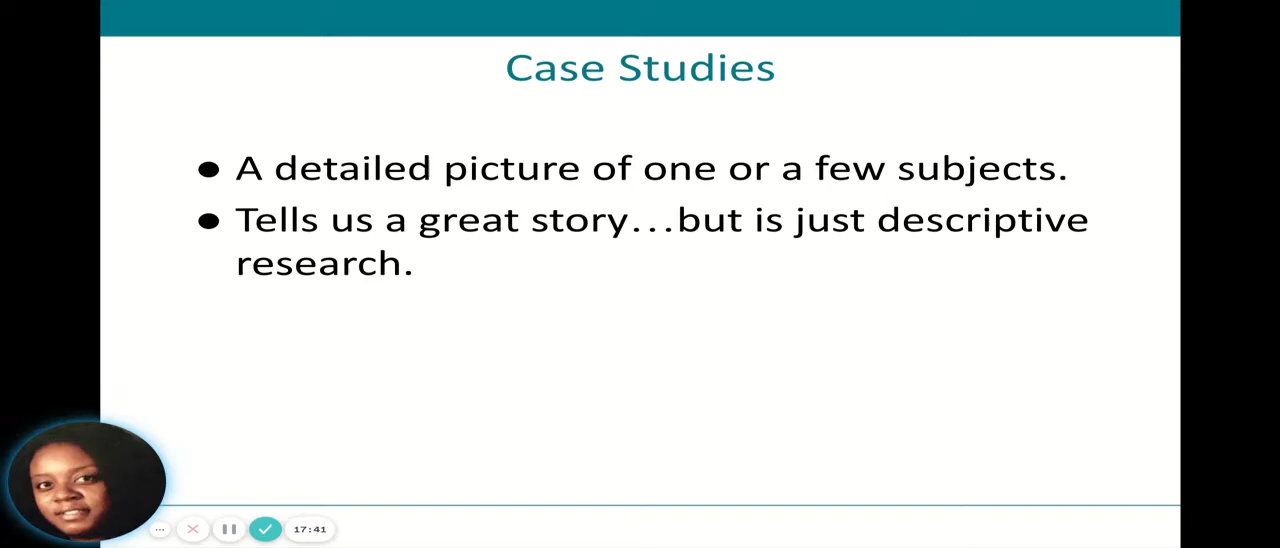 Case Studies
● A detailed picture of one or a few subjects.
● Tells us a great story...but is just descriptive
research.
17:41